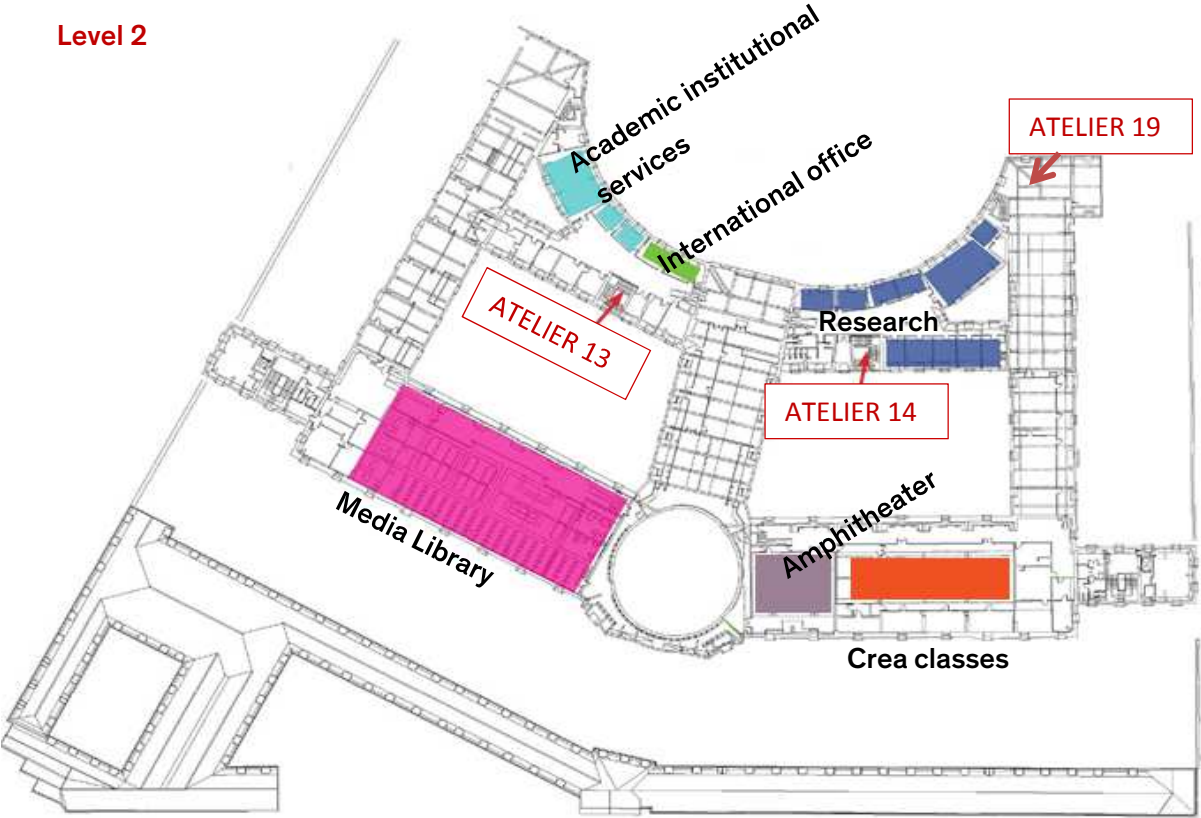 Level 2
Academic institutional
services
International office
ATELIER 19
ATELIER 13
Research
ATELIER 14
Media Library
Amphitheater
Crea classes